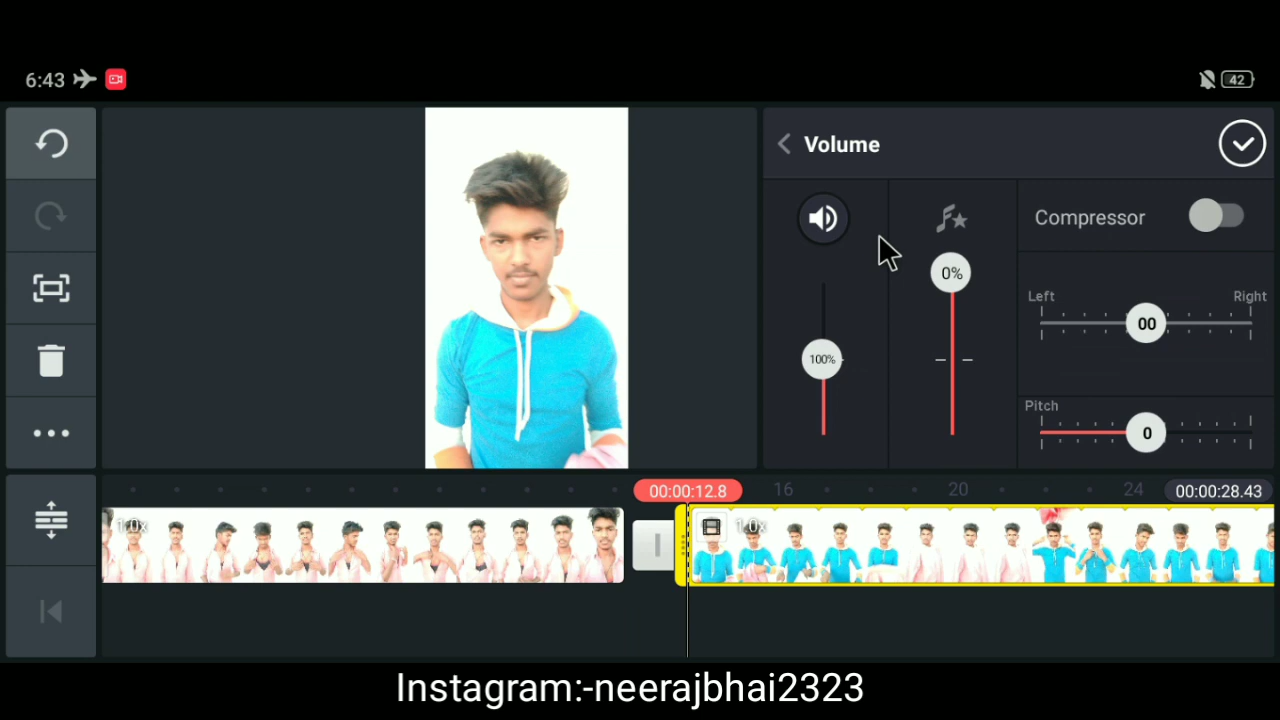 6:43
42
Volume
Compressor
0%
Left
Right
00
100%
Pitch
0
00:00:12.8
16
20
24
00:00:28.43
1.0x
1.0x
Instagram:-neerajbhai2323